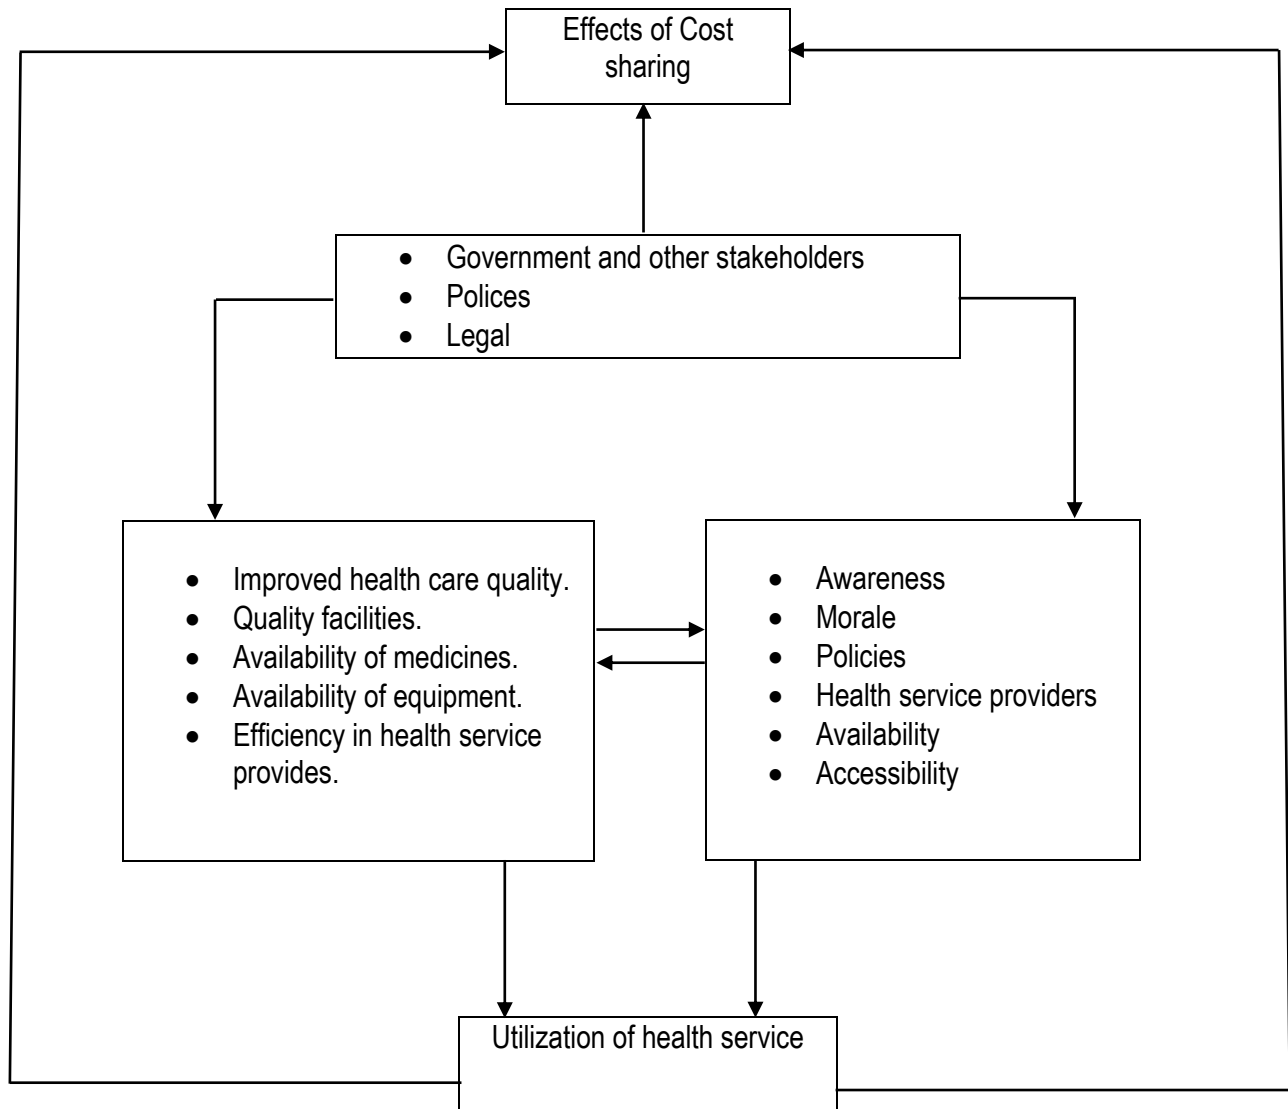 Effects of Cost
sharing
• Government and other stakeholders
• Polices
• Legal
• Improved health care quality.
• Quality facilities.
• Availability of medicines.
• Availability of equipment.
• Efficiency in health service
provides.
• Awareness
• Morale
• Policies
• Health service providers
• Availability
• Accessibility
Utilization of health service